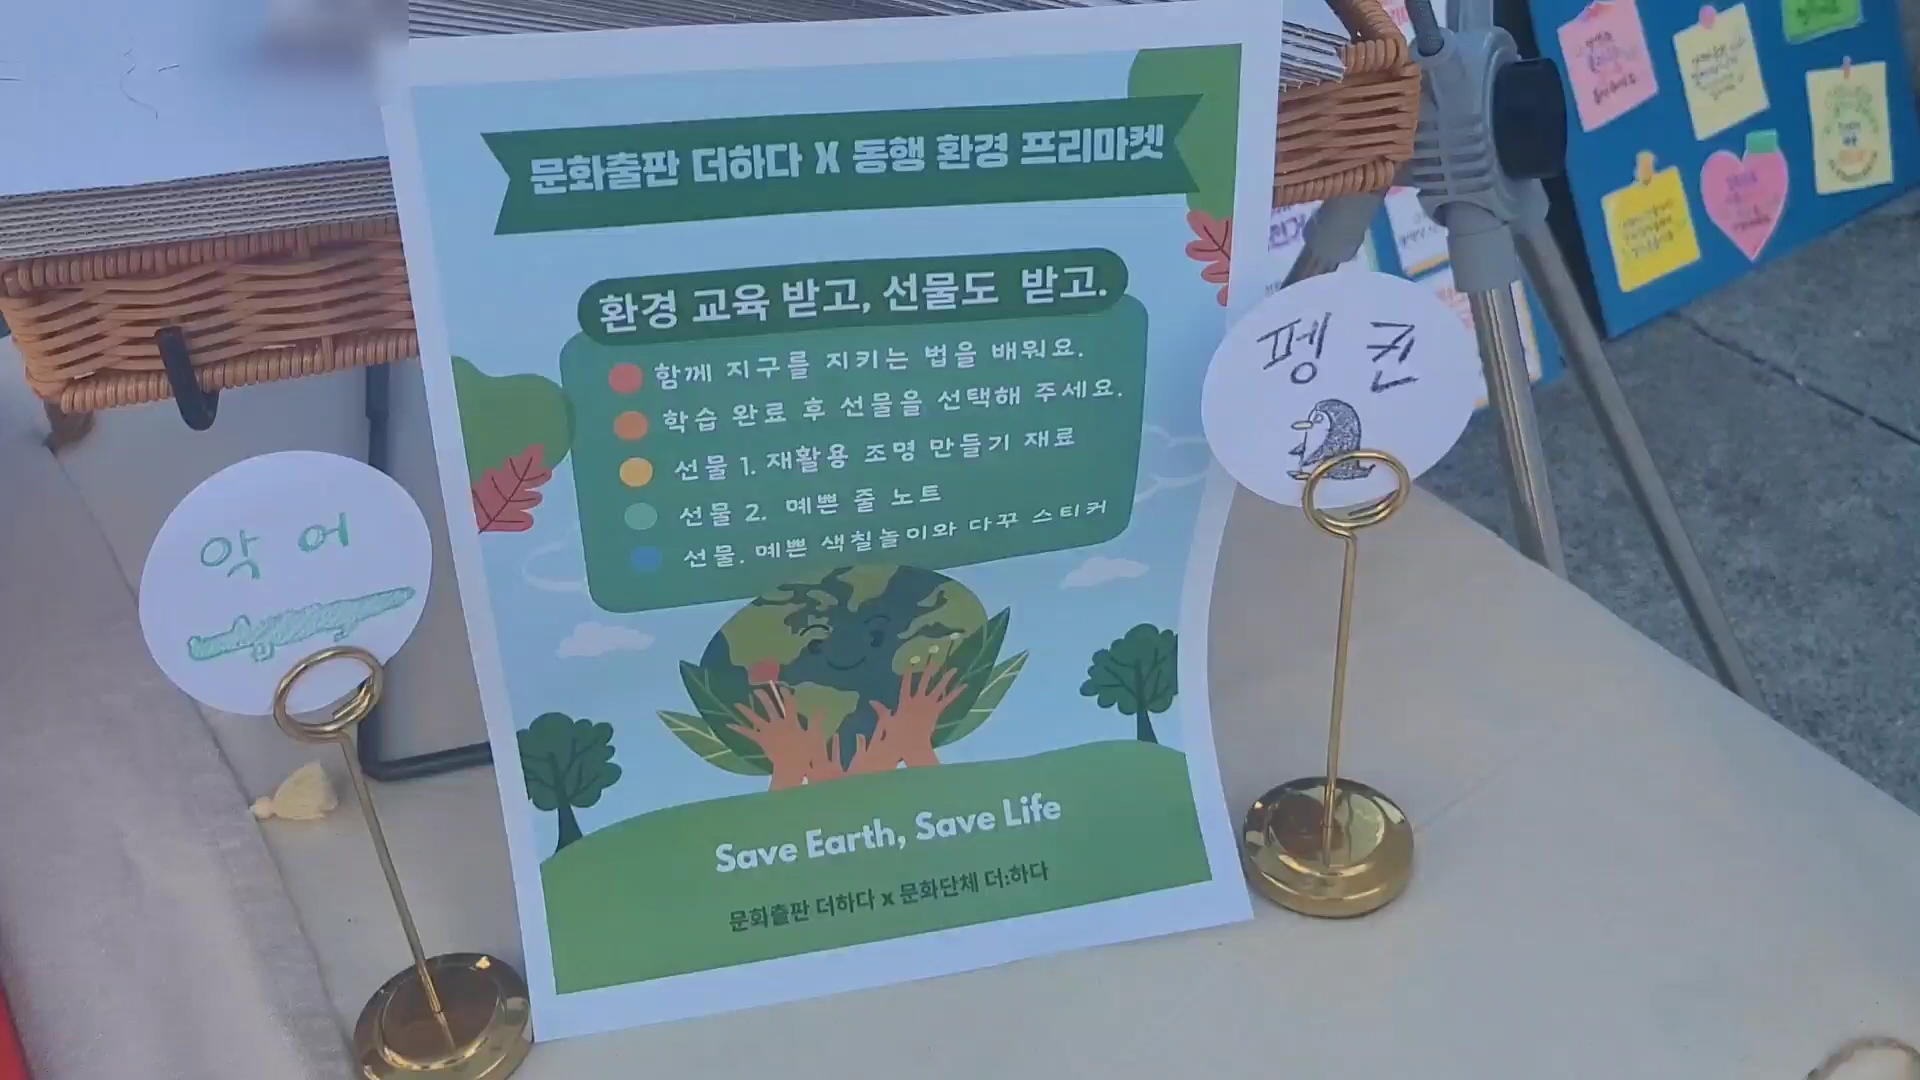 문화출판 더하다 X 동행 환경 프리마켓
환경 교육 받고, 선물도 받고.
함께 지구를 지키는 법을 배워요.
학습 완료 후 선물을 선택해 주세요.
선물 1. 재활용 조명 만들기 재료
선물 2. 예쁜 줄 노트
선물. 예쁜 색칠놀이와 다꾸 스티커
Save Earth, Save Life
문화출판 더하다 x 문화단체 더:하다
악어
펭귄